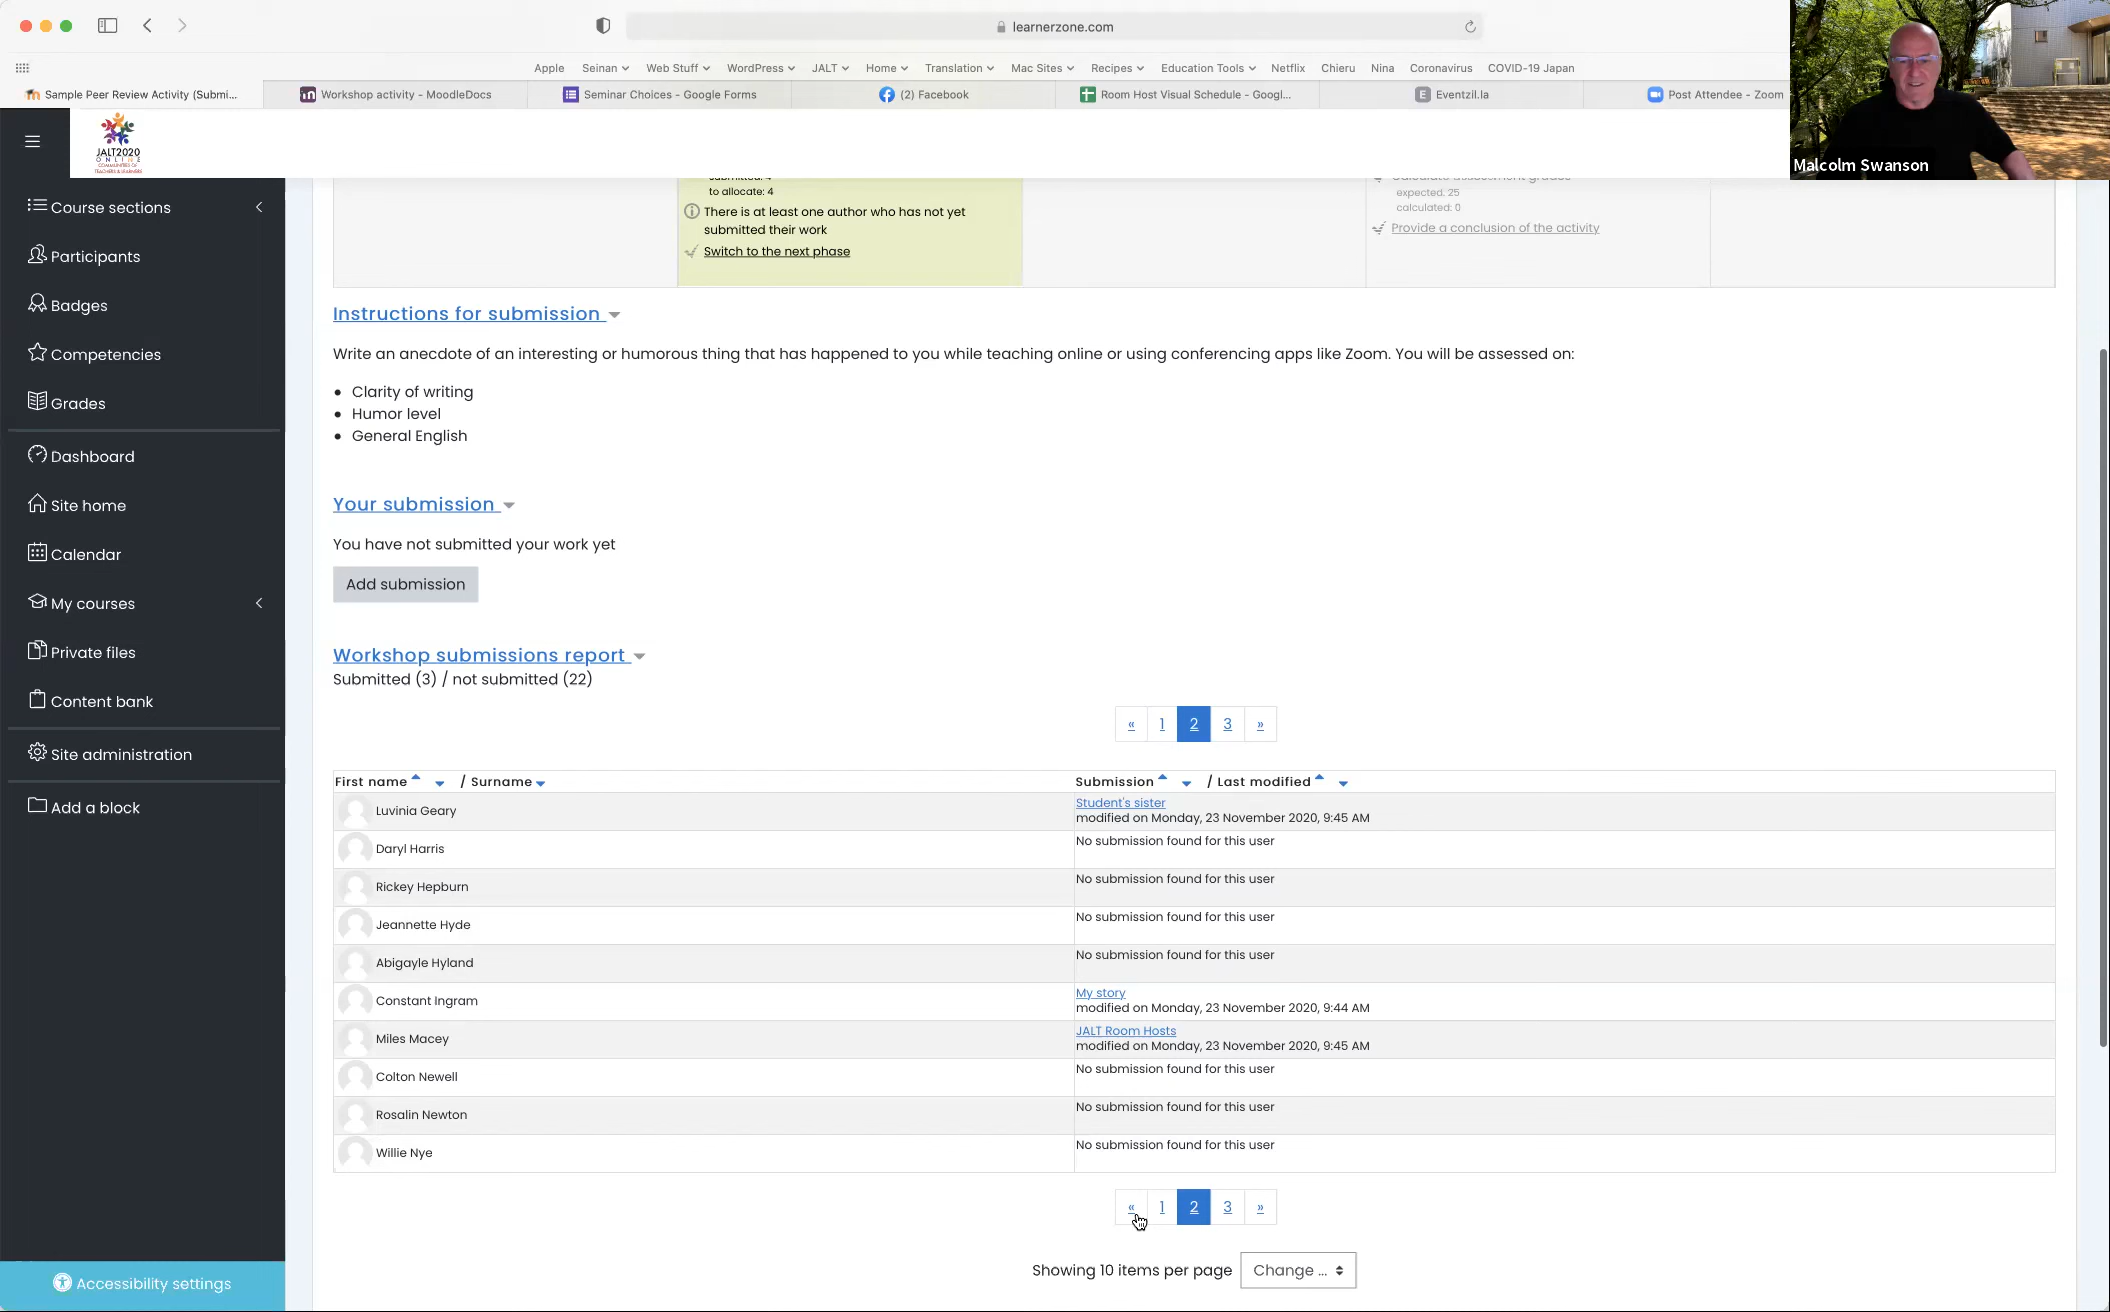 learnerzone.com
Apple Seinan Web Stuff WordPress JALT Home Translation Mac Sites Recipes Education Tools Netflix Chieru Nina Coronavirus COVID-19 Japan
Sample Peer Review Activity (Submi...
Workshop activity - MoodleDocs
Seminar Choices - Google Forms
(2) Facebook
Room Host Visual Schedule - Googl...
E Eventzil.la
Post Attendee - Zoom
Malcolm Swanson
JALT2020
ONLINE
COMMUNITIES OF
TEACHERS & LEARNERS
Course sections
Participants
Badges
Competencies
Grades
Dashboard
Site home
Calendar
My courses
Private files
Content bank
Site administration
Add a block
Accessibility settings
submitted: 4
to allocate: 4
There is at least one author who has not yet
submitted their work
Switch to the next phase
Calculate assessment grades
expected: 25
calculated: 0
Provide a conclusion of the activity
Instructions for submission
Write an anecdote of an interesting or humorous thing that has happened to you while teaching online or using conferencing apps like Zoom. You will be assessed on:
• Clarity of writing
• Humor level
• General English
Your submission
You have not submitted your work yet
Add submission
Workshop submissions report
Submitted (3) / not submitted (22)
« 1 2 3 »
First name / Surname Submission / Last modified
Luvinia Geary Student's sister
modified on Monday, 23 November 2020, 9:45 AM
Daryl Harris No submission found for this user
Rickey Hepburn No submission found for this user
Jeannette Hyde No submission found for this user
Abigayle Hyland No submission found for this user
Constant Ingram My story
modified on Monday, 23 November 2020, 9:44 AM
Miles Macey JALT Room Hosts
modified on Monday, 23 November 2020, 9:45 AM
Colton Newell No submission found for this user
Rosalin Newton No submission found for this user
Willie Nye No submission found for this user
« 1 2 3 »
Showing 10 items per page Change ...